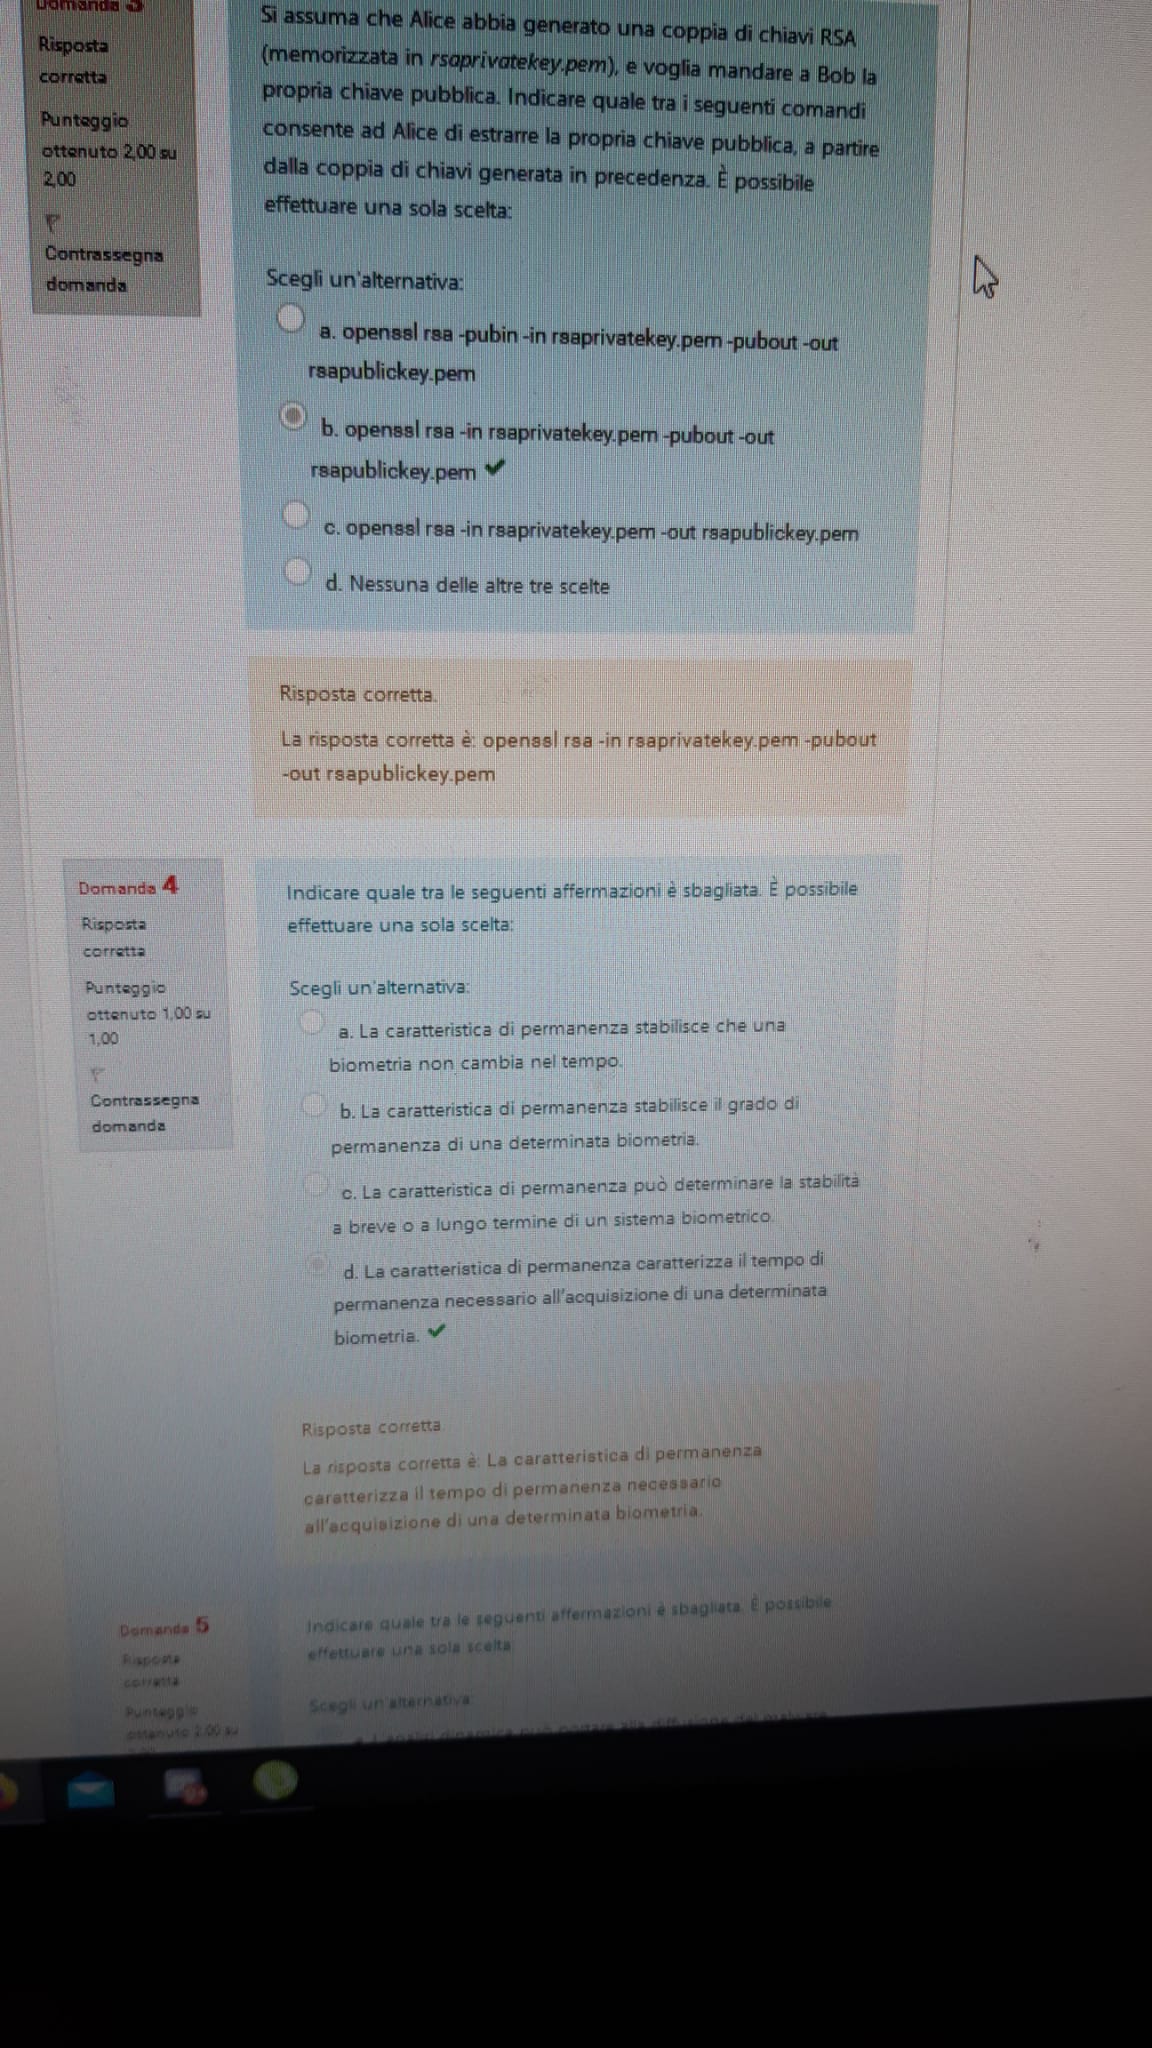 Domanda 3
Risposta
corretta
Punteggio
ottenuto 2,00 su
2,00
Contrassegna
domanda
Si assuma che Alice abbia generato una coppia di chiavi RSA
(memorizzata in rsaprivatekey.pem), e voglia mandare a Bob la
propria chiave pubblica. Indicare quale tra i seguenti comandi
consente ad Alice di estrarre la propria chiave pubblica, a partire
dalla coppia di chiavi generata in precedenza. È possibile
effettuare una sola scelta:
Scegli un'alternativa:
a. openssl rsa -pubin -in rsaprivatekey.pem -pubout -out
rsapublickey.pem
b. openssl rsa -in rsaprivatekey.pem -pubout -out
rsapublickey.pem
c. openssl rsa -in rsaprivatekey.pem -out rsapublickey.pem
d. Nessuna delle altre tre scelte
Risposta corretta.
La risposta corretta è: openssl rsa -in rsaprivatekey.pem -pubout
-out rsapublickey.pem
Domanda 4
Risposta
corretta
Punteggio
ottenuto 1,00 su
1,00
Contrassegna
domanda
Indicare quale tra le seguenti affermazioni è sbagliata. È possibile
effettuare una sola scelta:
Scegli un'alternativa:
a. La caratteristica di permanenza stabilisce che una
biometria non cambia nel tempo.
b. La caratteristica di permanenza stabilisce il grado di
permanenza di una determinata biometria.
c. La caratteristica di permanenza può determinare la stabilità
a breve o a lungo termine di un sistema biometrico.
d. La caratteristica di permanenza caratterizza il tempo di
permanenza necessario all'acquisizione di una determinata
biometria.
Risposta corretta.
La risposta corretta è: La caratteristica di permanenza
caratterizza il tempo di permanenza necessario
all'acquisizione di una determinata biometria.
Domanda 5
Risposta
corretta
Punteggio
ottenuto 2,00 su
Indicare quale tra le seguenti affermazioni è sbagliata. È possibile
effettuare una sola scelta:
Scegli un'alternativa:
a. L'analisi dinamica può portare alla diffusione del malware